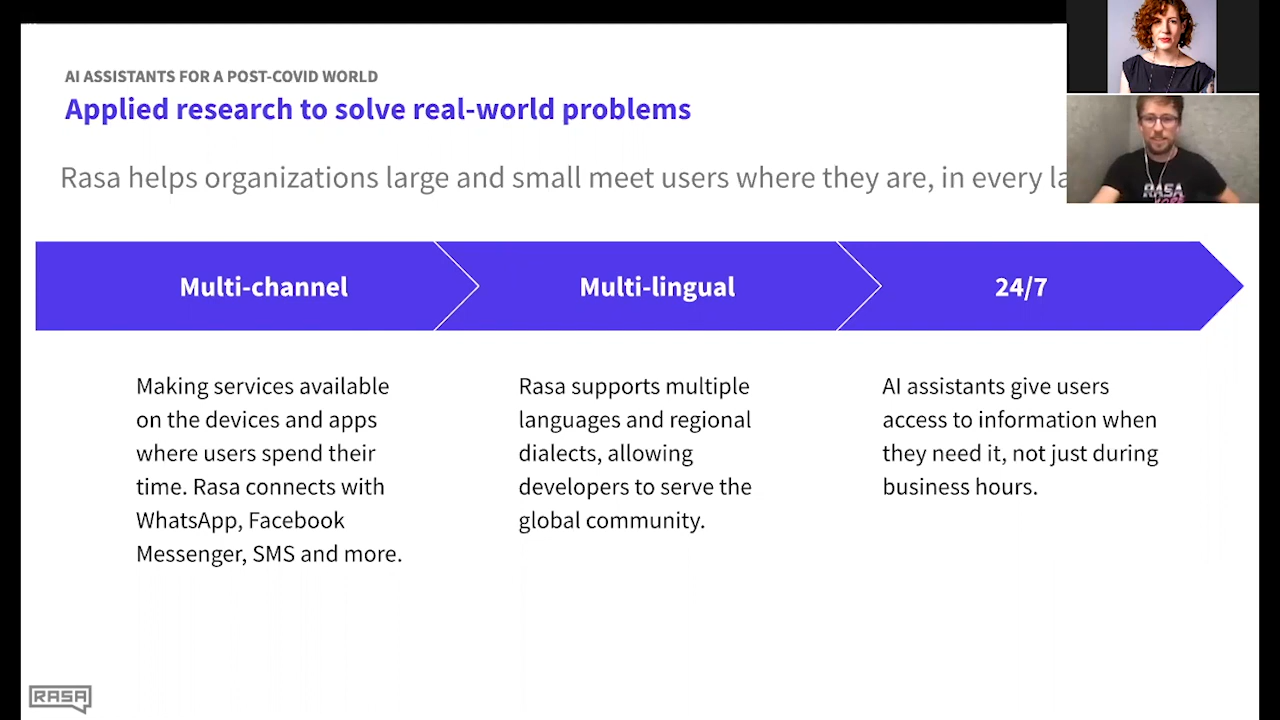 AI ASSISTANTS FOR A POST-COVID WORLD
Applied research to solve real-world problems
Rasa helps organizations large and small meet users where they are, in every
Multi-channel
Multi-lingual
24/7
Making services available
on the devices and apps
where users spend their
time. Rasa connects with
WhatsApp, Facebook
Messenger, SMS and more.
Rasa supports multiple
languages and regional
dialects, allowing
developers to serve the
global community.
AI assistants give users
access to information when
they need it, not just during
business hours.
RASA
RASA